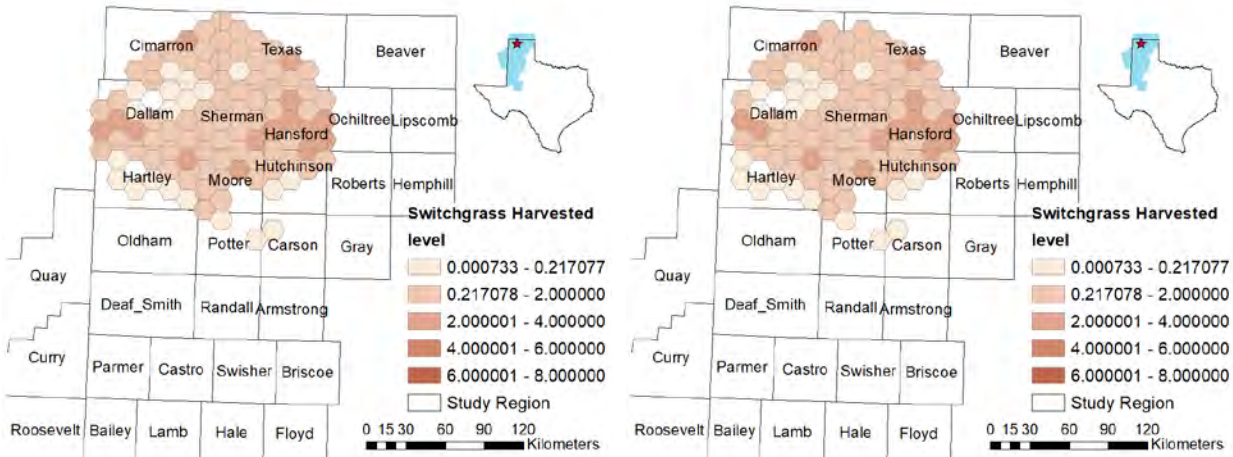 Cimarron
Texas
Beaver
Dallam
Sherman
Ochiltree
Lipscomb
Hansford
Hutchinson
Hartley
Moore
Roberts
Hemphill
Switchgrass Harvested
level
Oldham
Potter
Carson
Gray
0.000733 - 0.217077
Quay
0.217078 - 2.000000
Deaf_Smith
Randall
Armstrong
2.000001 - 4.000000
4.000001 - 6.000000
Curry
Parmer
Castro
Swisher
Briscoe
6.000001 - 8.000000
Study Region
Roosevelt
Bailey
Lamb
Hale
Floyd
0 15 30 60 90 120
Kilometers
Cimarron
Texas
Beaver
Dallam
Sherman
Ochiltree
Lipscomb
Hansford
Hutchinson
Hartley
Moore
Roberts
Hemphill
Switchgrass Harvested
level
Oldham
Potter
Carson
Gray
0.000733 - 0.217077
Quay
0.217078 - 2.000000
Deaf_Smith
Randall
Armstrong
2.000001 - 4.000000
4.000001 - 6.000000
Curry
Parmer
Castro
Swisher
Briscoe
6.000001 - 8.000000
Study Region
Roosevelt
Bailey
Lamb
Hale
Floyd
0 15 30 60 90 120
Kilometers